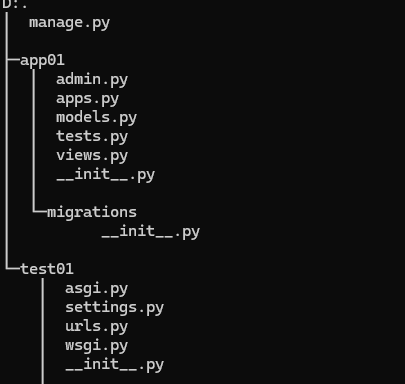 D:.
manage.py
app01
admin.py
apps.py
models.py
tests.py
views.py
__init__.py
migrations
__init__.py
test01
asgi.py
settings.py
urls.py
wsgi.py
__init__.py